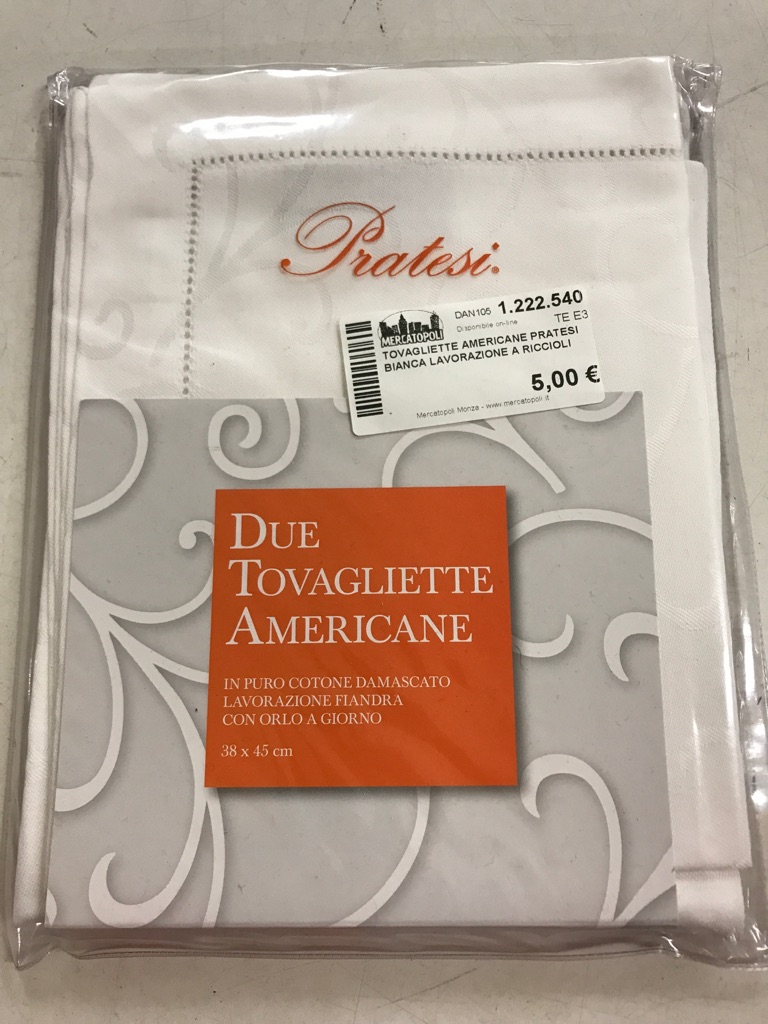 Pratesi®
MERCATOPOLI
DAN105 1.222.540
Disponibile on-line TE E3
TOVAGLIETTE AMERICANE PRATESI
BIANCA LAVORAZIONE A RICCIOLI
5,00 €
Mercatopoli Monza - www.mercatopoli.it
DUE
TOVAGLIETTE
AMERICANE
IN PURO COTONE DAMASCATO
LAVORAZIONE FIANDRA
CON ORLO A GIORNO
38 x 45 cm